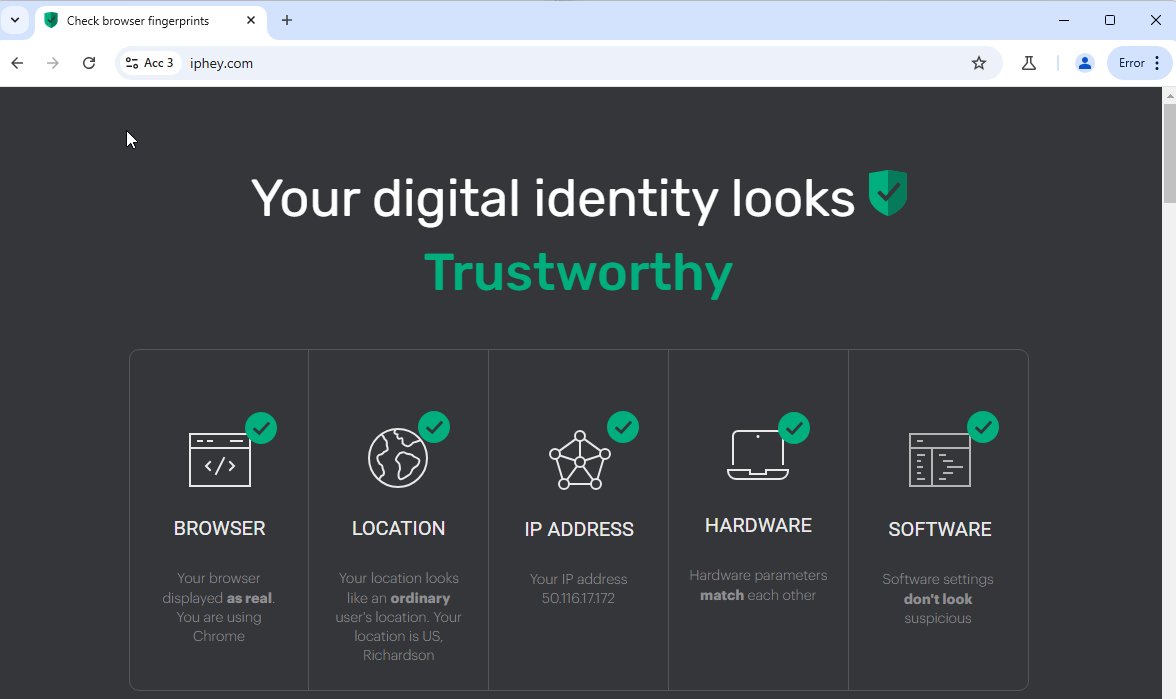 Check browser fingerprints
Acc 3
iphey.com
Error
Your digital identity looks
Trustworthy
BROWSER
Your browser
displayed as real.
You are using
Chrome
LOCATION
Your location looks
like an ordinary
user's location. Your
location is US,
Richardson
IP ADDRESS
Your IP address
50.116.17.172
HARDWARE
Hardware parameters
match each other
SOFTWARE
Software settings
don't look
suspicious